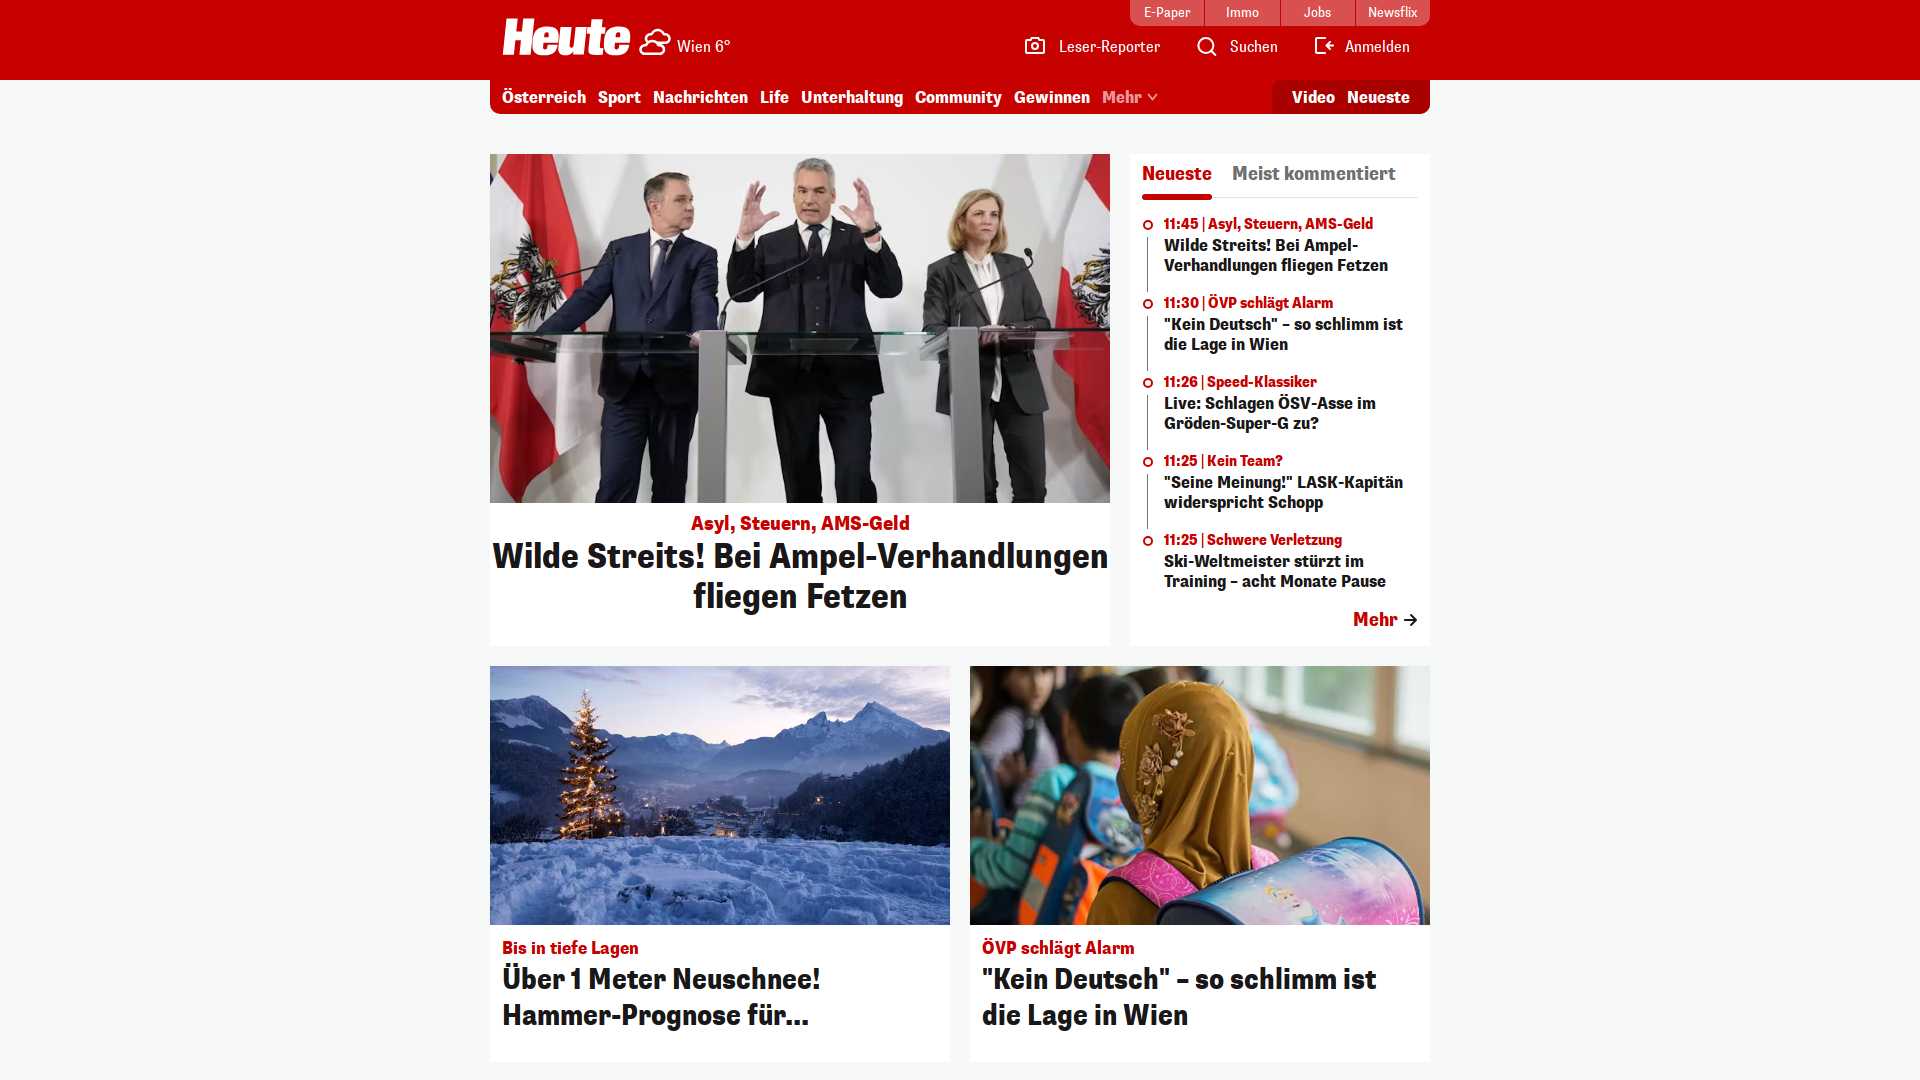 E-Paper
Immo
Jobs
Newsflix
Heute
Wien 6°
Leser-Reporter
Suchen
Anmelden
Österreich
Sport
Nachrichten
Life
Unterhaltung
Community
Gewinnen
Mehr
Video
Neueste
Asyl, Steuern, AMS-Geld
Wilde Streits! Bei Ampel-Verhandlungen
fliegen Fetzen
Neueste
Meist kommentiert
11:45 | Asyl, Steuern, AMS-Geld
Wilde Streits! Bei Ampel-
Verhandlungen fliegen Fetzen
11:30 | ÖVP schlägt Alarm
"Kein Deutsch" – so schlimm ist
die Lage in Wien
11:26 | Speed-Klassiker
Live: Schlagen ÖSV-Asse im
Gröden-Super-G zu?
11:25 | Kein Team?
"Seine Meinung!" LASK-Kapitän
widerspricht Schopp
11:25 | Schwere Verletzung
Ski-Weltmeister stürzt im
Training – acht Monate Pause
Mehr
Bis in tiefe Lagen
Über 1 Meter Neuschnee!
Hammer-Prognose für...
ÖVP schlägt Alarm
"Kein Deutsch" – so schlimm ist
die Lage in Wien